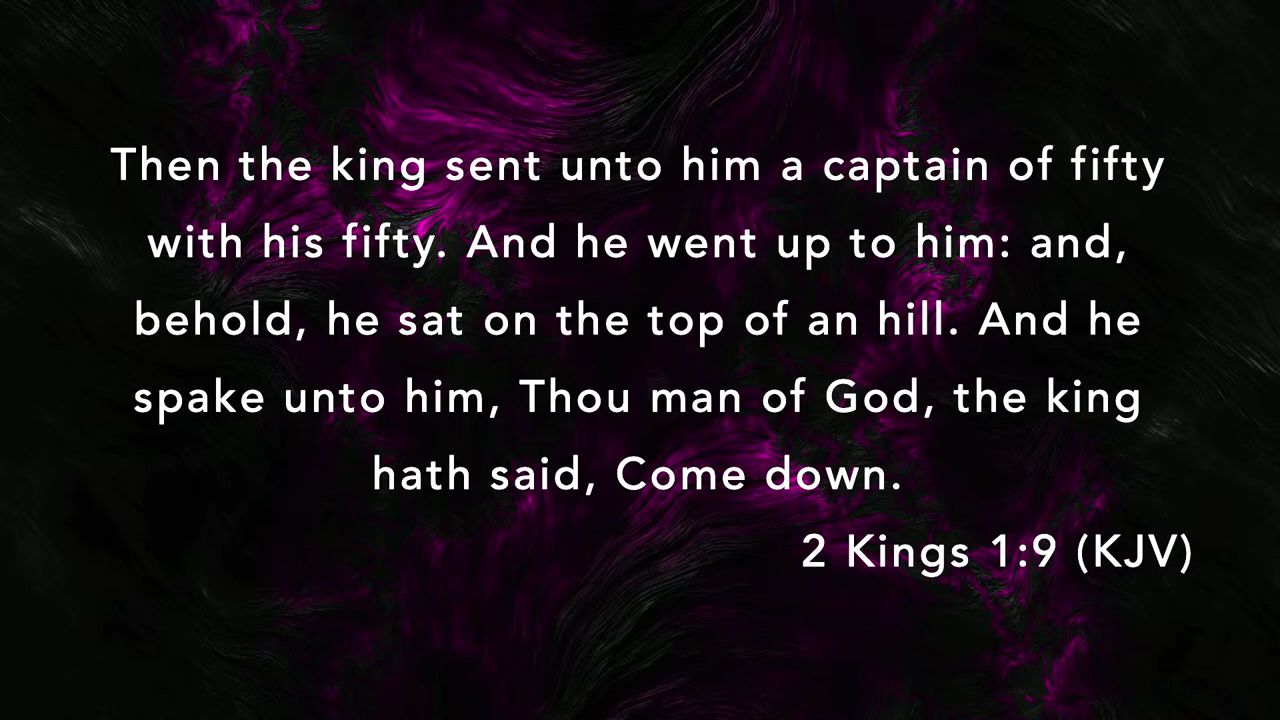 Then the king sent unto him a captain of fifty
with his fifty. And he went up to him: and,
behold, he sat on the top of an hill. And he
spake unto him, Thou man of God, the king
hath said, Come down.
2 Kings 1:9 (KJV)